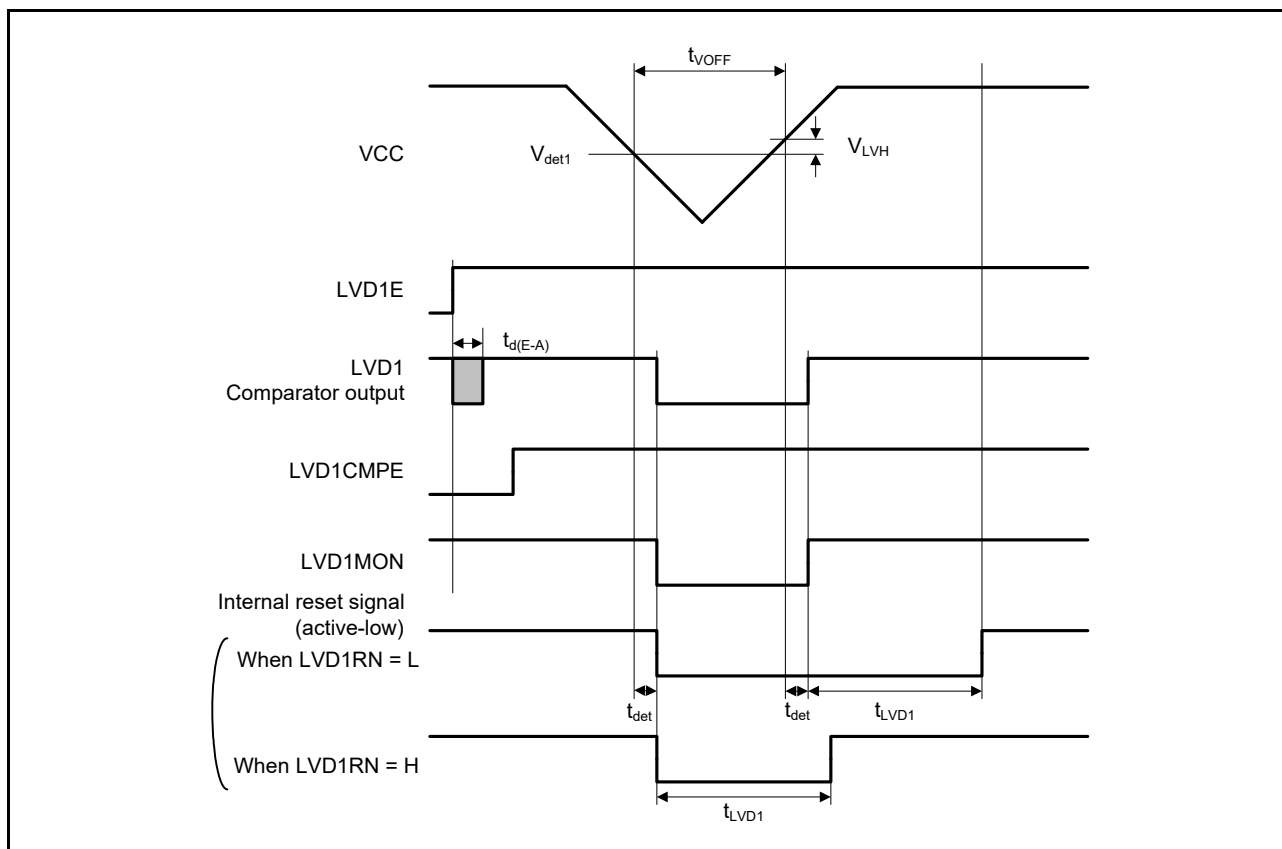 tVOFF
VCC
Vdet1
VLVH
LVD1E
td(E-A)
LVD1
Comparator output
LVD1CMPE
LVD1MON
Internal reset signal
(active-low)
When LVD1RN = L
tdet
tdet
tLVD1
When LVD1RN = H
tLVD1